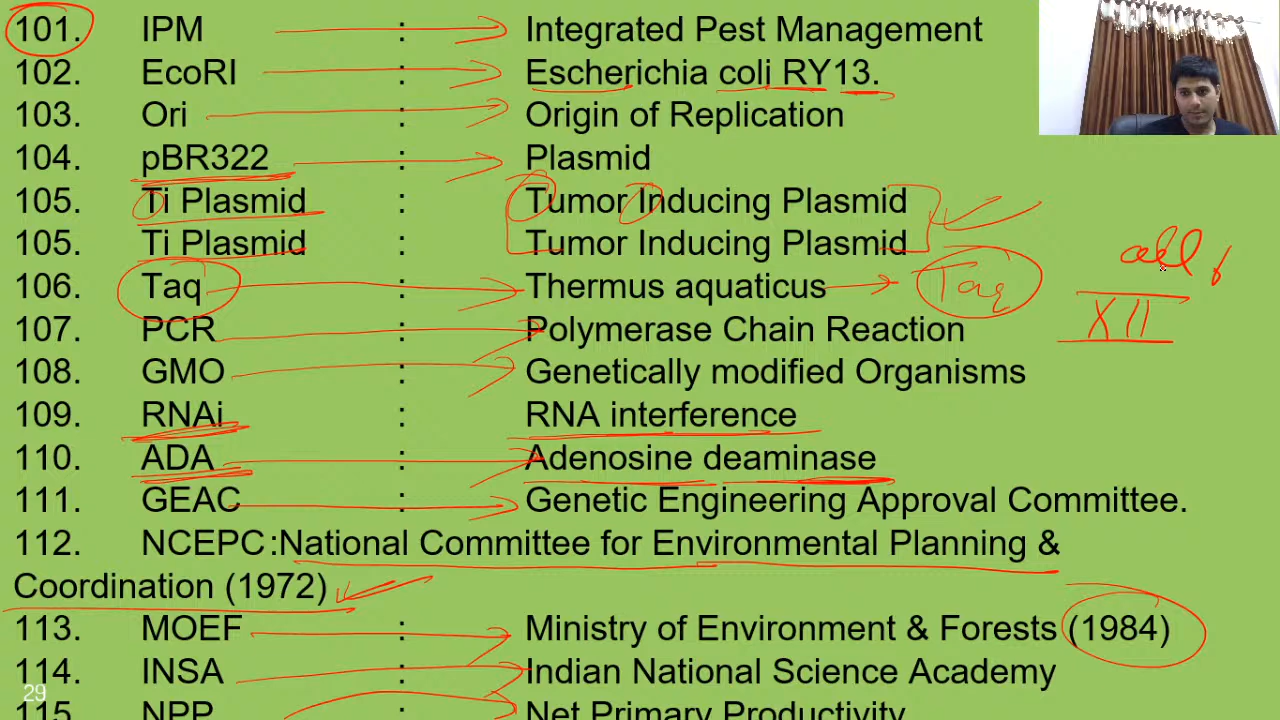 101. IPM : Integrated Pest Management
102. EcoRI : Escherichia coli RY13.
103. Ori : Origin of Replication
104. pBR322 : Plasmid
105. Ti Plasmid : Tumor Inducing Plasmid
105. Ti Plasmid : Tumor Inducing Plasmid
106. Taq : Thermus aquaticus Taq
107. PCR : Polymerase Chain Reaction
XII
108. GMO : Genetically modified Organisms
109. RNAi : RNA interference
110. ADA : Adenosine deaminase
111. GEAC : Genetic Engineering Approval Committee.
112. NCEPC:National Committee for Environmental Planning &
Coordination (1972)
113. MOEF : Ministry of Environment & Forests (1984)
114. INSA : Indian National Science Academy
29
115 NPP : Net Primary Productivity